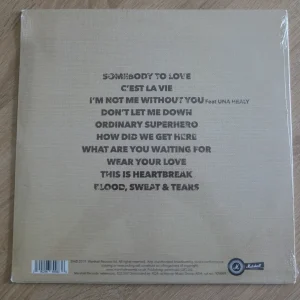 SOMEBODY TO LOVE
C'EST LA VIE
I'M NOT ME WITHOUT YOU Feat UNA HEALY
DON'T LET ME DOWN
ORDINARY SUPERHERO
HOW DID WE GET HERE
WHAT ARE YOU WAITING FOR
WEAR YOUR LOVE
THIS IS HEARTBREAK
BLOOD, SWEAT & TEARS